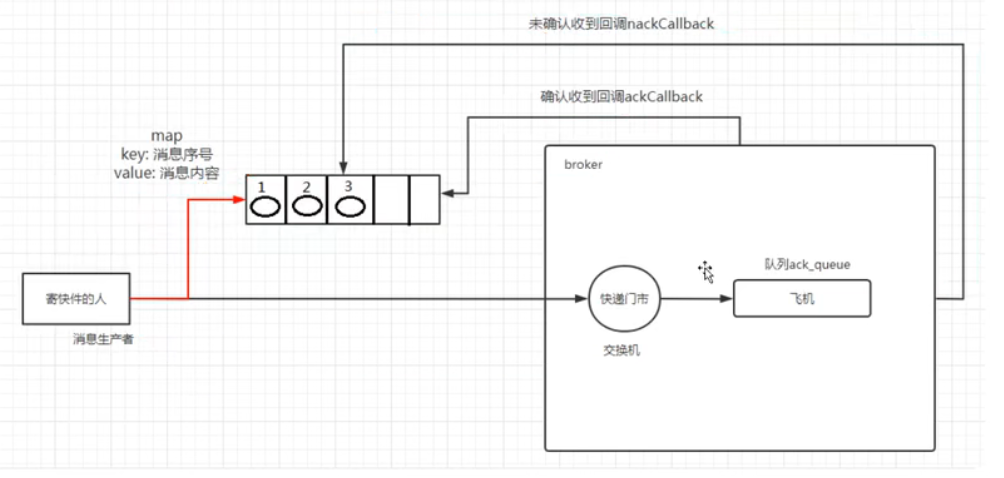 未确认收到回调nackCallback
确认收到回调ackCallback
map
key: 消息序号
value: 消息内容
broker
1 2 3
队列ack_queue
寄快件的人
快递门市
飞机
消息生产者
交换机